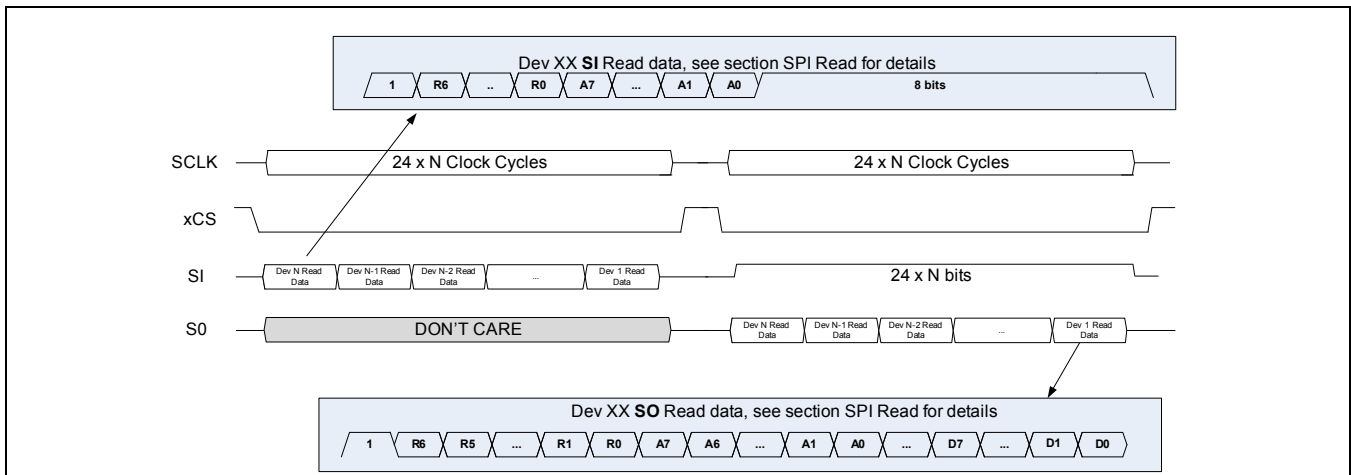 Dev XX SI Read data, see section SPI Read for details
1 R6 .. R0 A7 ... A1 A0 8 bits
SCLK 24 x N Clock Cycles 24 x N Clock Cycles
xCS
SI Dev N Read Data Dev N-1 Read Data Dev N-2 Read Data ... Dev 1 Read Data 24 x N bits
S0 DON'T CARE Dev N Read Data Dev N-1 Read Data Dev N-2 Read Data ... Dev 1 Read Data
Dev XX SO Read data, see section SPI Read for details
1 R6 R5 ... R1 R0 A7 A6 ... A1 A0 ... D7 ... D1 D0